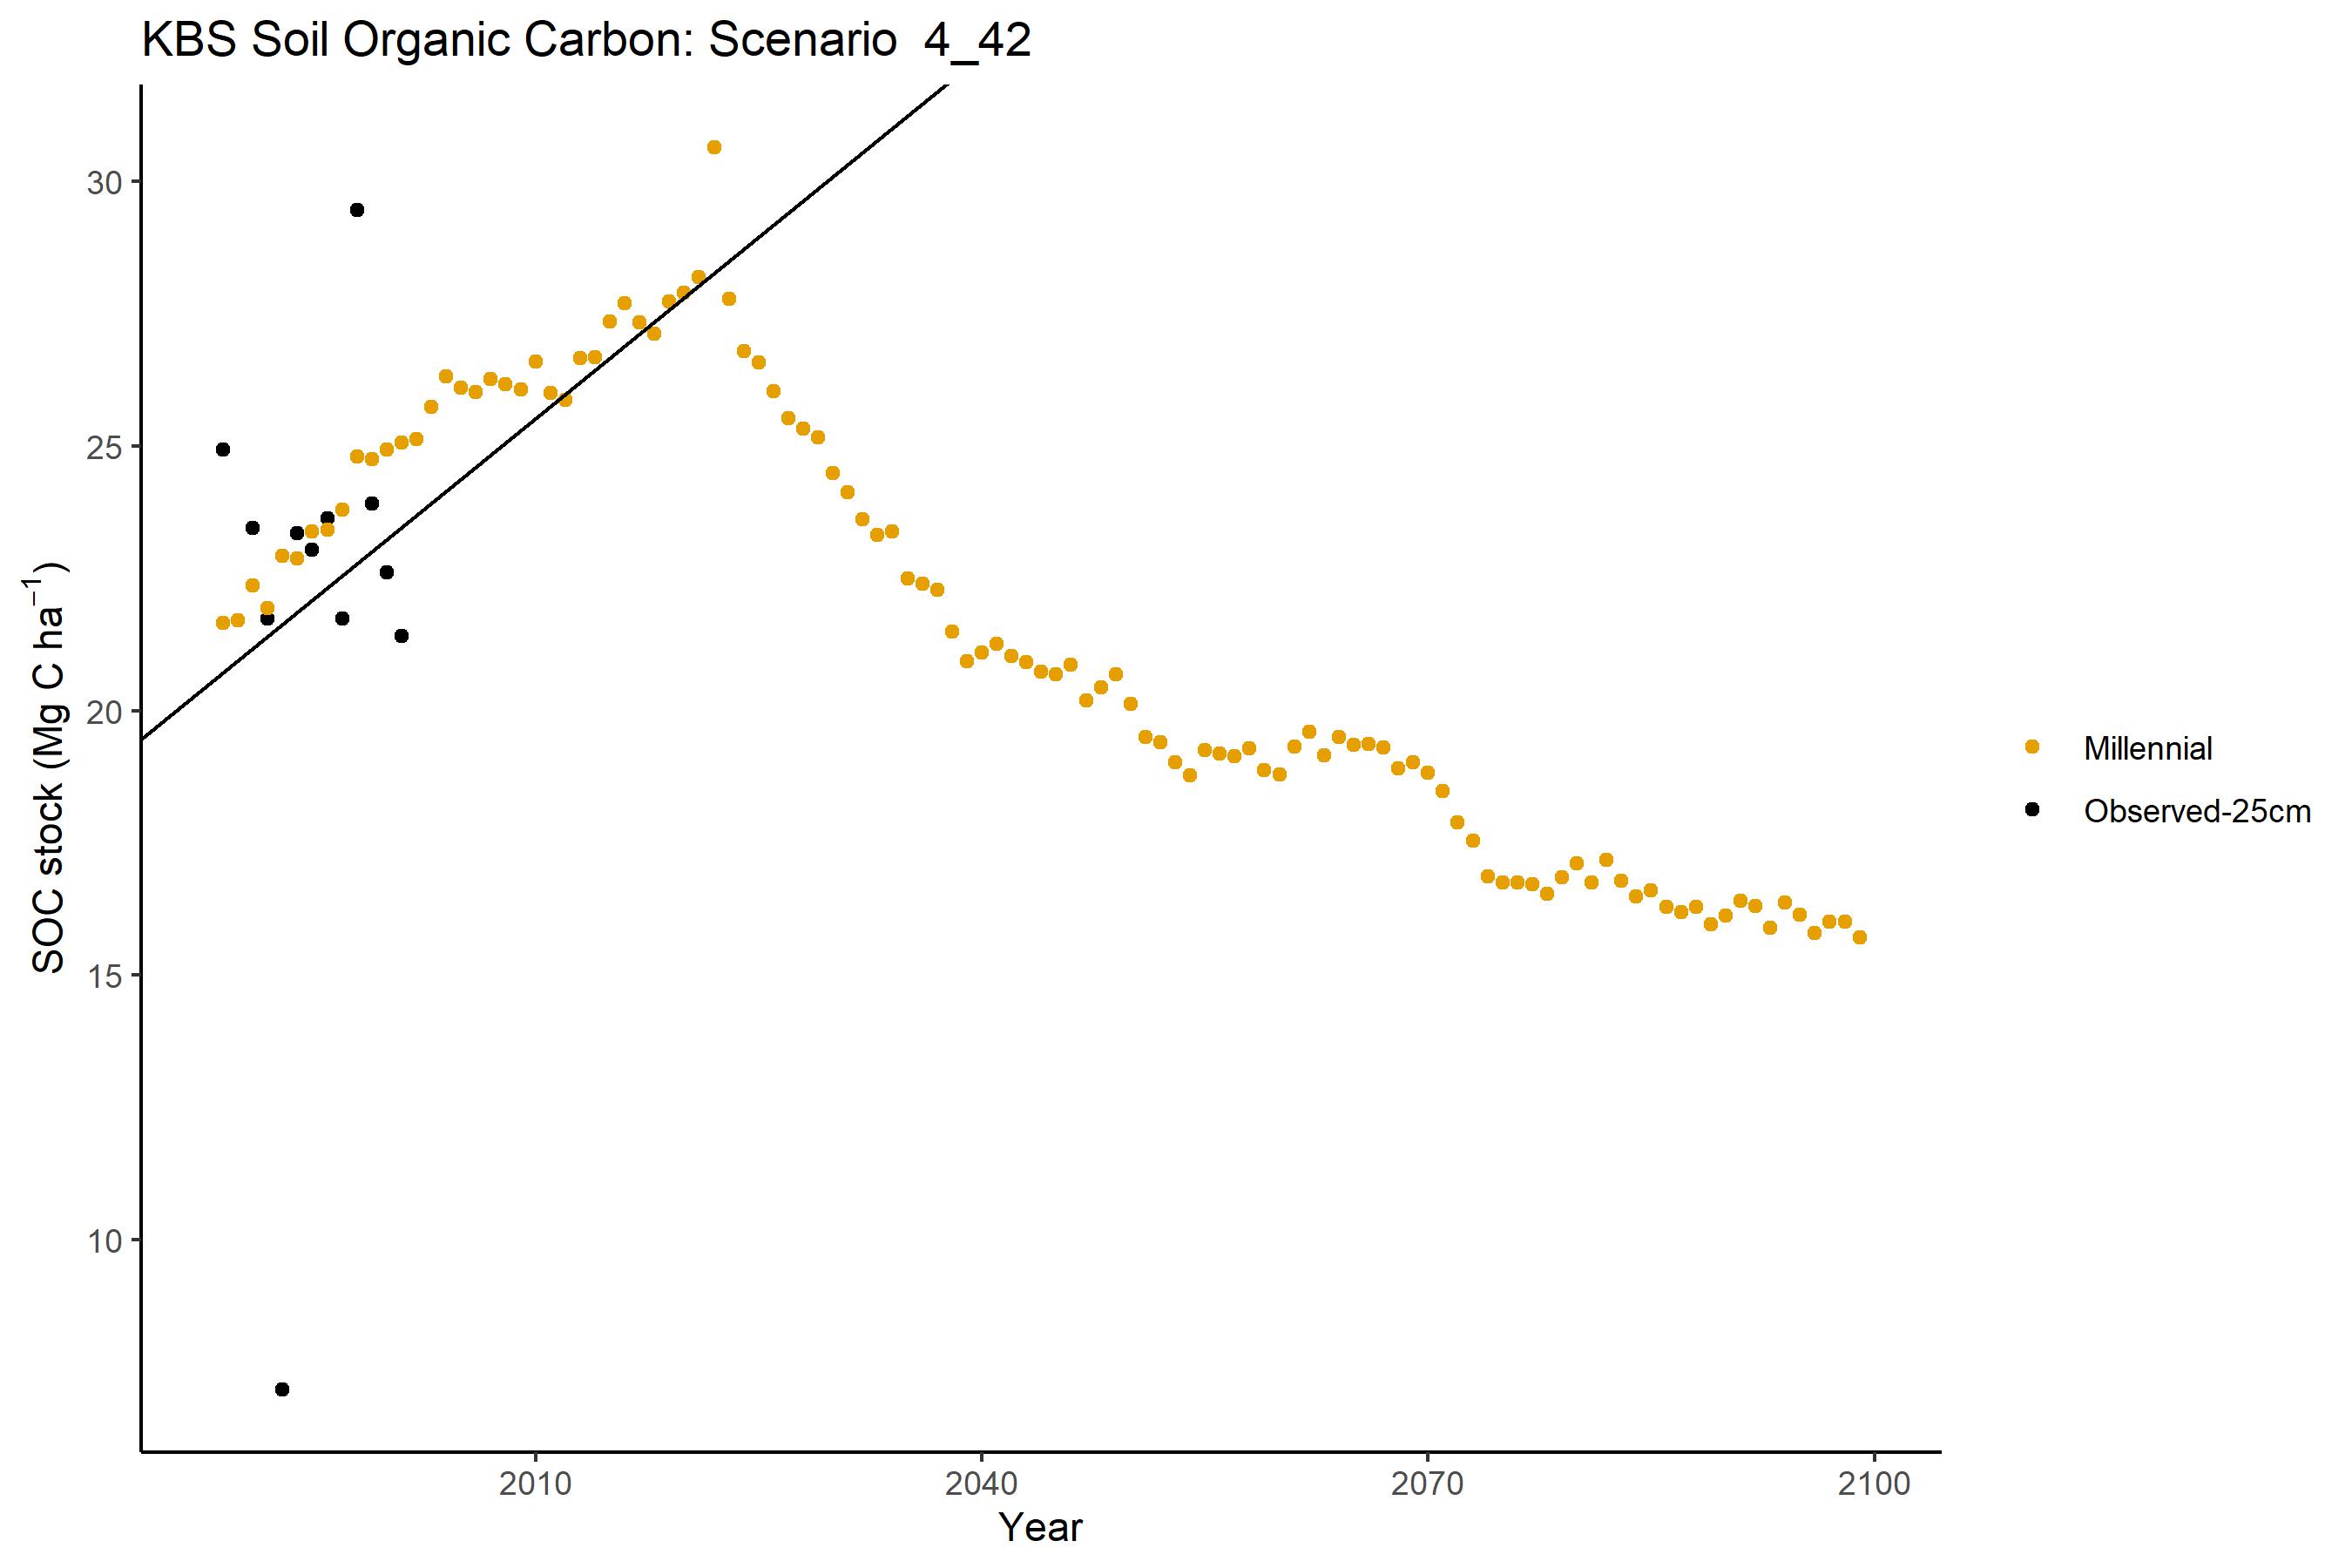 KBS Soil Organic Carbon: Scenario  4_42
SOC stock (Mg C ha⁻¹)
30
25
20
15
10
2010
2040
2070
2100
Year
Millennial
Observed-25cm